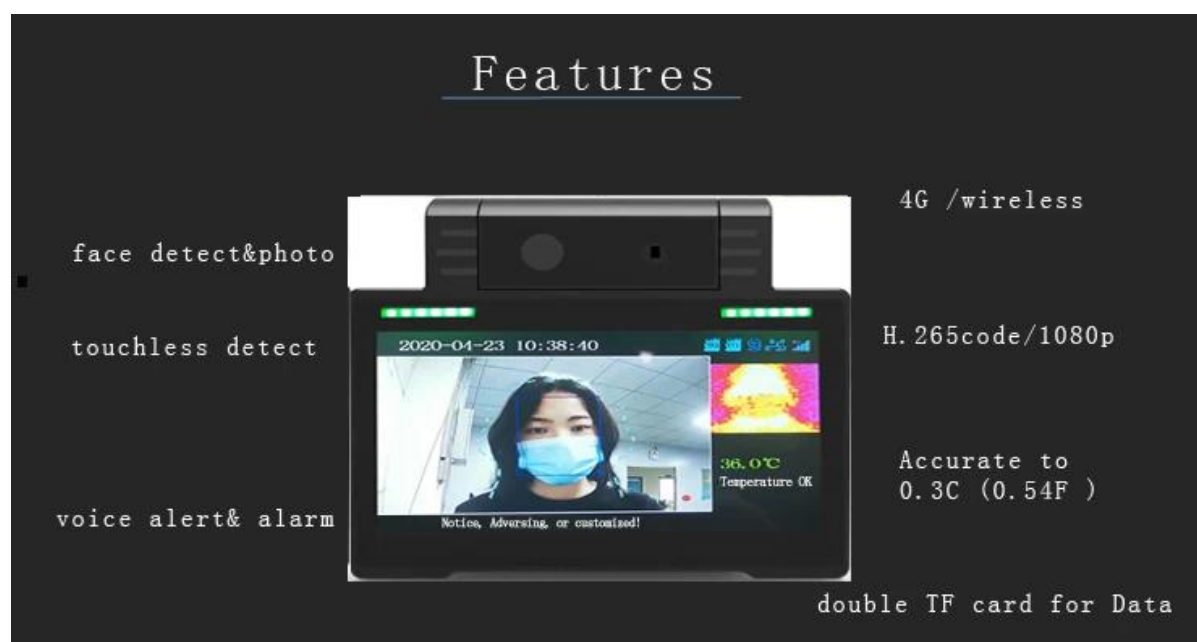 Features
4G /wireless
face detect&photo
2020-04-23 10:38:40
H.265code/1080p
touchless detect
36.0℃
Temperature OK
Accurate to
0.3C (0.54F )
voice alert& alarm
Notice, Adversing, or customized!
double TF card for Data